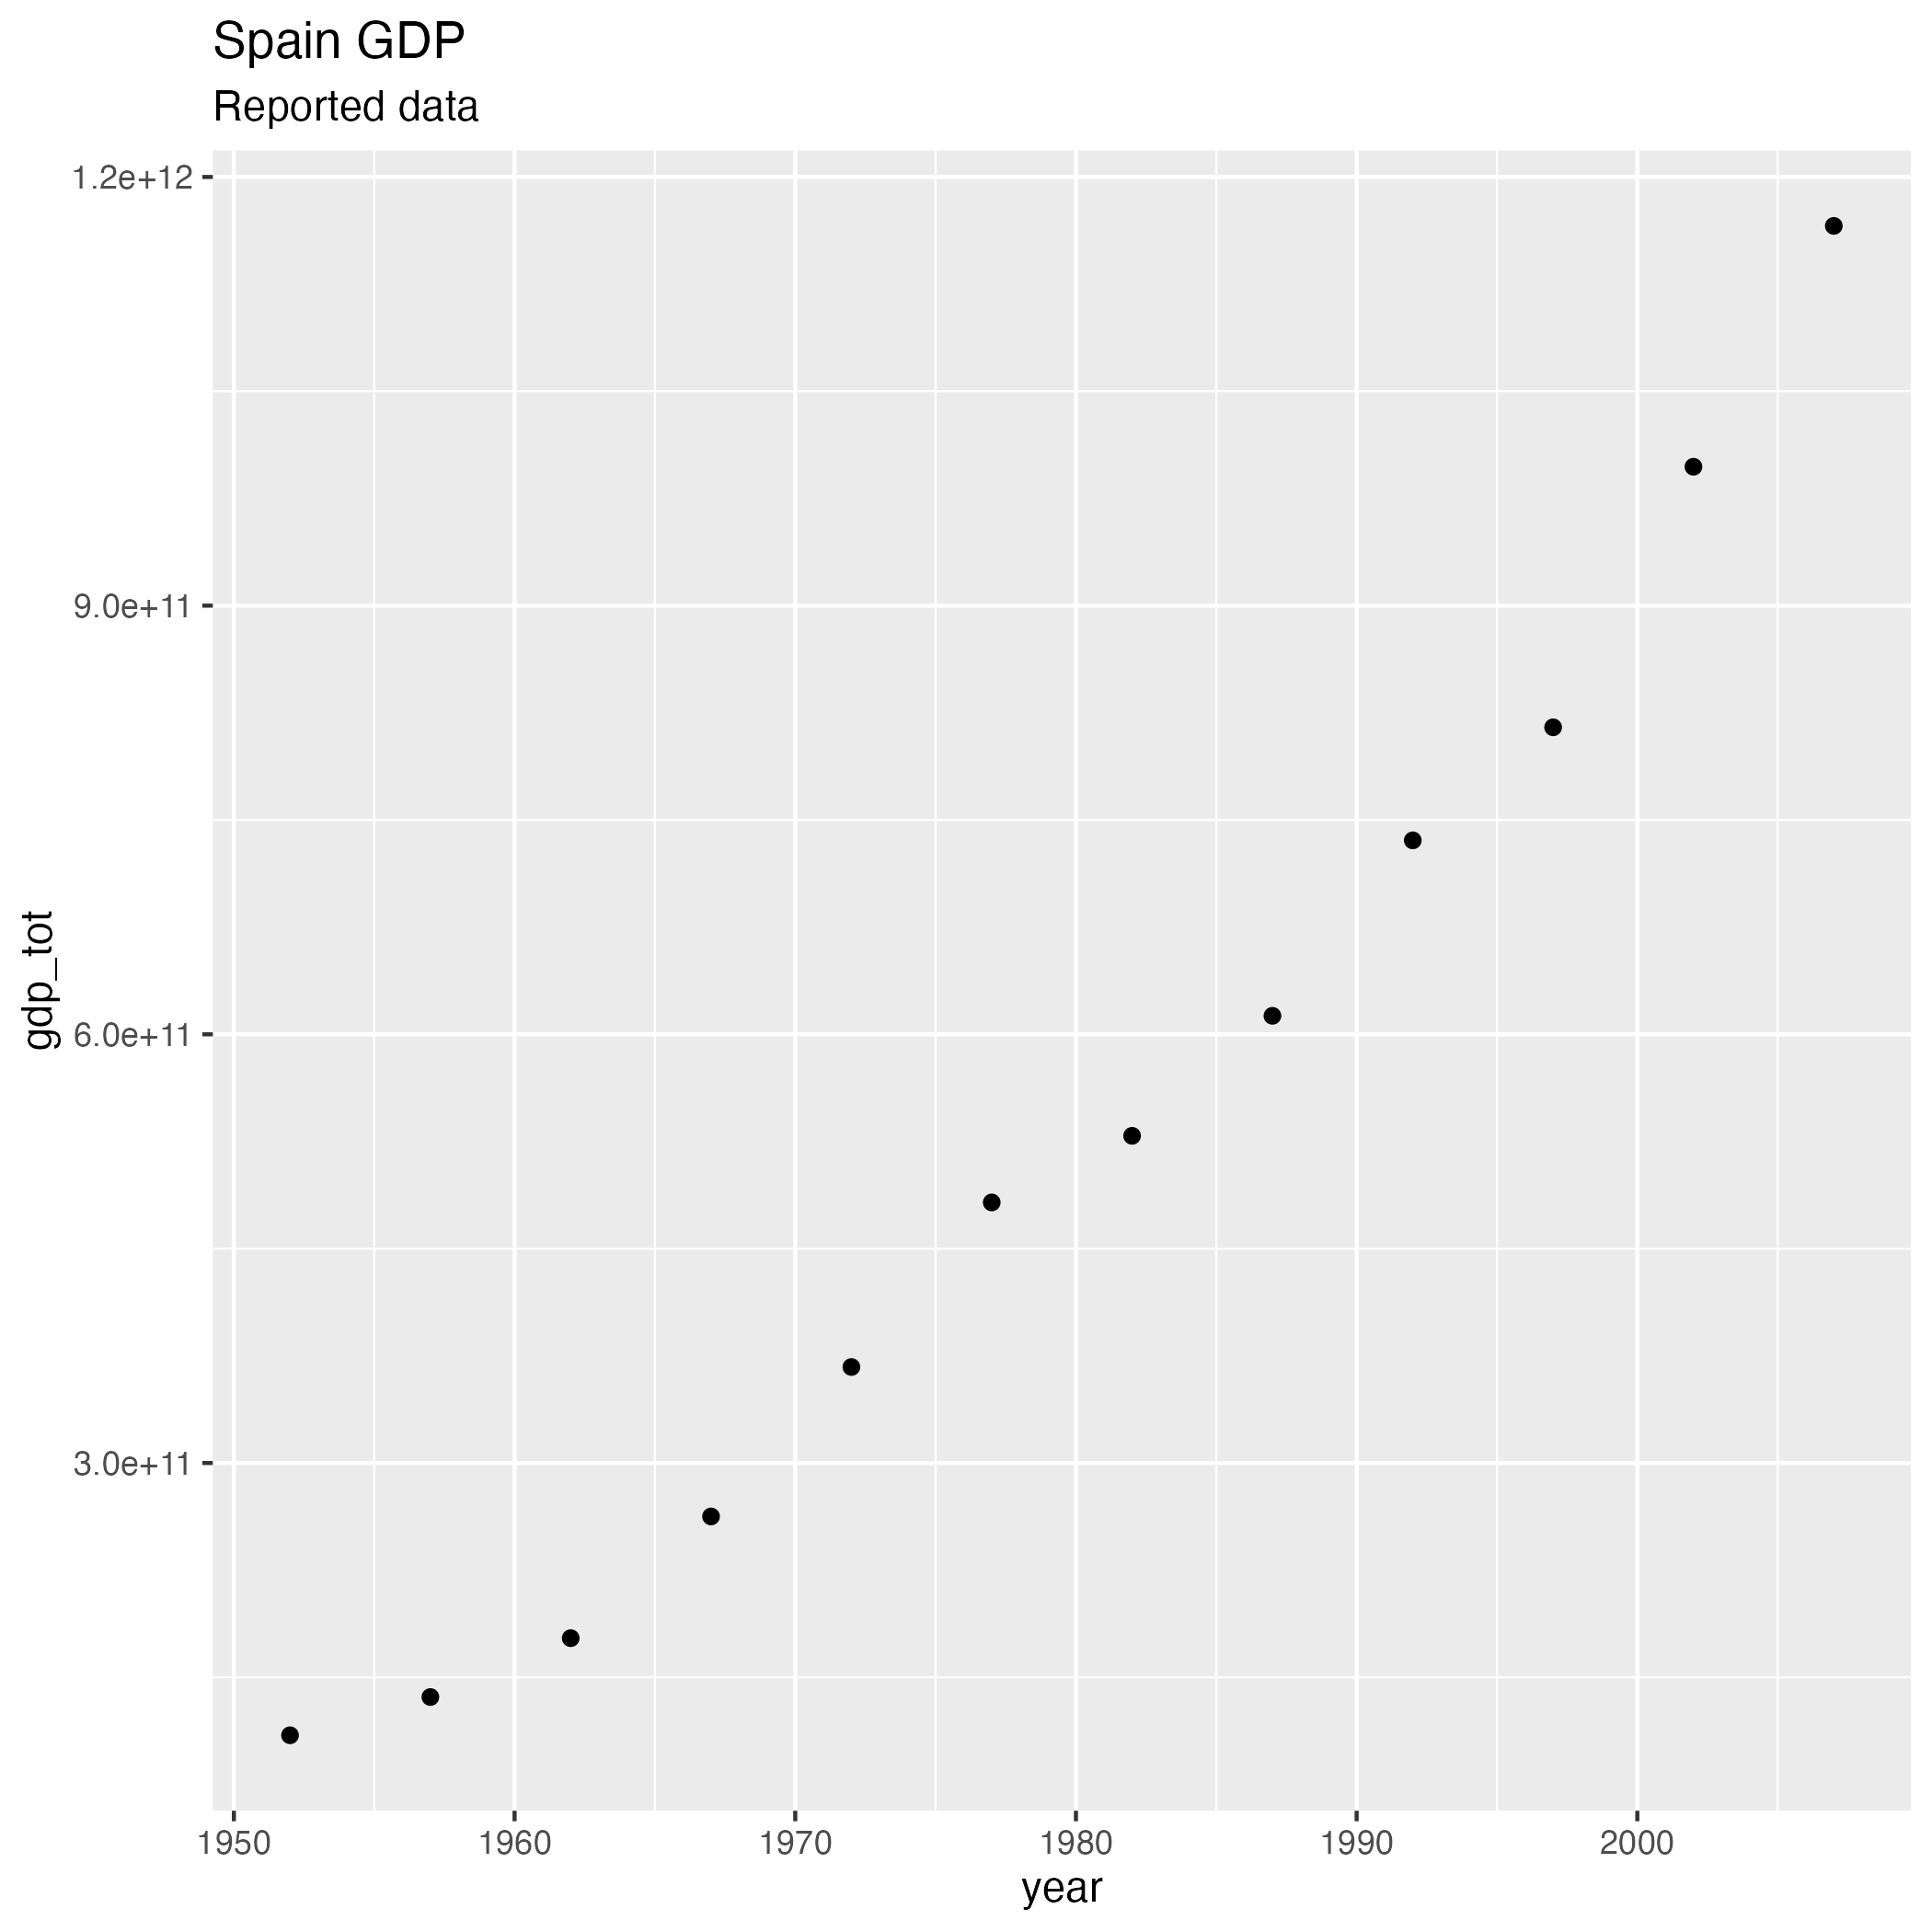 Spain GDP
Reported data
1.2e+12
9.0e+11
6.0e+11
3.0e+11
gdp_tot
1950 1960 1970 1980 1990 2000
year